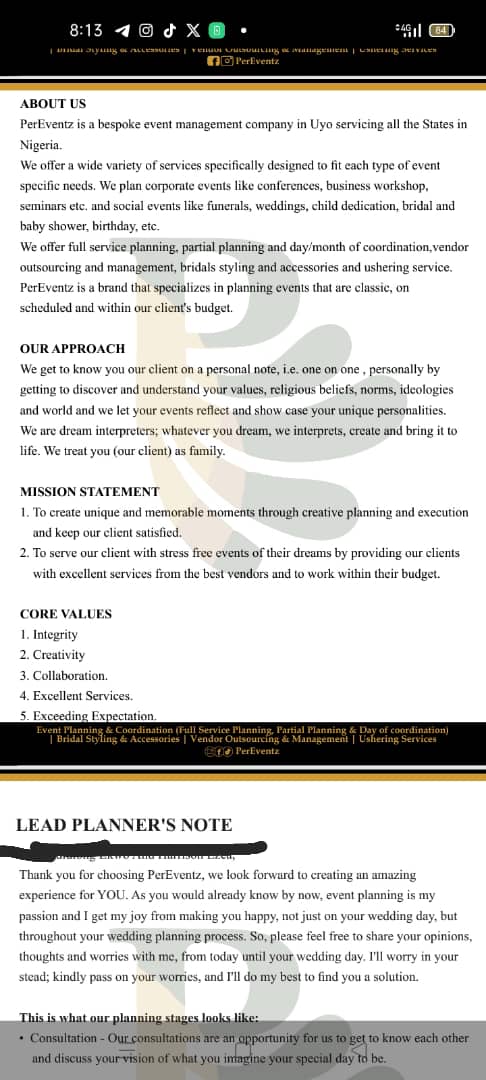 8:13
4G
84
| Bridal Styling & Accessories | Vendor Outsourcing & Management | Ushering Services
PerEventz
ABOUT US
PerEventz is a bespoke event management company in Uyo servicing all the States in
Nigeria.
We offer a wide variety of services specifically designed to fit each type of event
specific needs. We plan corporate events like conferences, business workshop,
seminars etc. and social events like funerals, weddings, child dedication, bridal and
baby shower, birthday, etc.
We offer full service planning, partial planning and day/month of coordination,vendor
outsourcing and management, bridals styling and accessories and ushering service.
PerEventz is a brand that specializes in planning events that are classic, on
scheduled and within our client's budget.
OUR APPROACH
We get to know you our client on a personal note, i.e. one on one , personally by
getting to discover and understand your values, religious beliefs, norms, ideologies
and world and we let your events reflect and show case your unique personalities.
We are dream interpreters; whatever you dream, we interprets, create and bring it to
life. We treat you (our client) as family.
MISSION STATEMENT
1. To create unique and memorable moments through creative planning and execution
and keep our client satisfied.
2. To serve our client with stress free events of their dreams by providing our clients
with excellent services from the best vendors and to work within their budget.
CORE VALUES
1. Integrity
2. Creativity
3. Collaboration.
4. Excellent Services.
5. Exceeding Expectation.
Event Planning & Coordination (Full Service Planning, Partial Planning & Day of coordination)
| Bridal Styling & Accessories | Vendor Outsourcing & Management | Ushering Services
PerEventz
LEAD PLANNER'S NOTE
Thank you for choosing PerEventz, we look forward to creating an amazing
experience for YOU. As you would already know by now, event planning is my
passion and I get my joy from making you happy, not just on your wedding day, but
throughout your wedding planning process. So, please feel free to share your opinions,
thoughts and worries with me, from today until your wedding day. I'll worry in your
stead; kindly pass on your worries, and I'll do my best to find you a solution.
This is what our planning stages looks like:
• Consultation - Our consultations are an opportunity for us to get to know each other
and discuss your vision of what you imagine your special day to be.